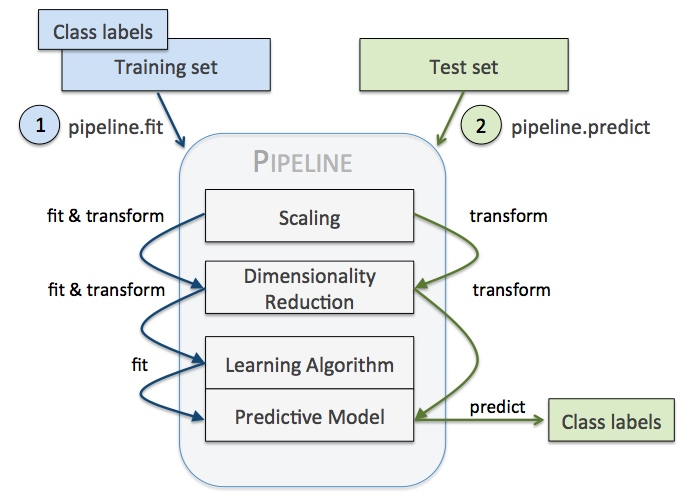 Class labels
Training set
Test set
1 pipeline.fit
2 pipeline.predict
PIPELINE
fit & transform
Scaling
transform
fit & transform
Dimensionality
Reduction
transform
fit
Learning Algorithm
Predictive Model
predict
Class labels